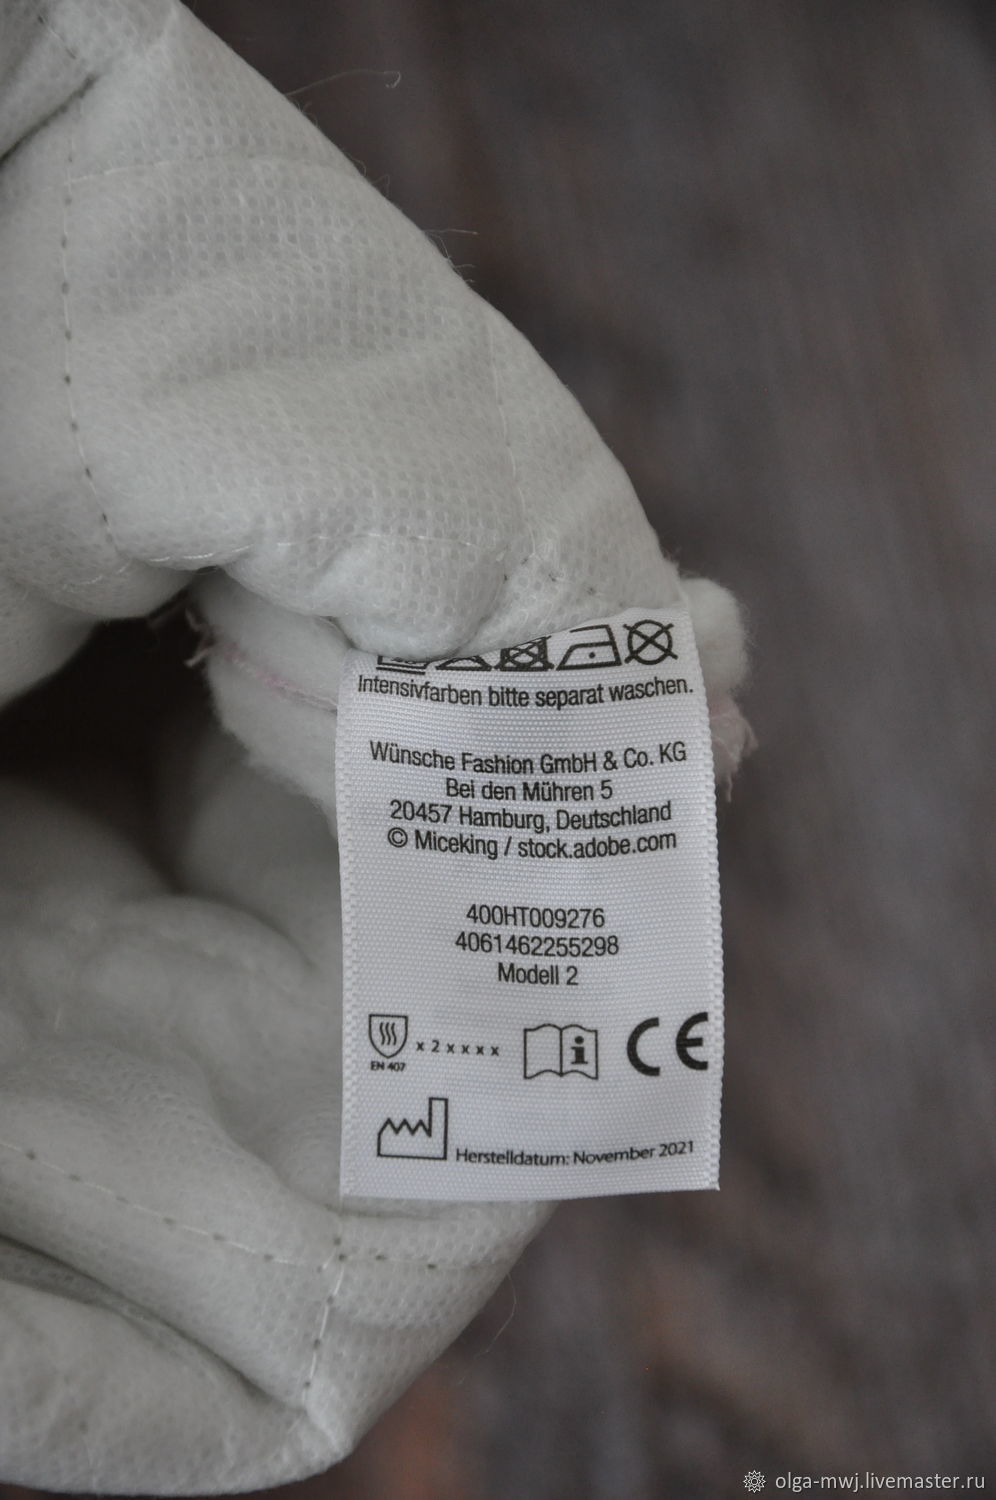 Intensivfarben bitte separat waschen.
Wünsche Fashion GmbH & Co. KG
Bei den Mühren 5
20457 Hamburg, Deutschland
© Miceking / stock.adobe.com
400HT009276
4061462255298
Modell 2
x 2 x x x x
EN 407
i
CE
Herstelldatum: November 2021
olga-mwj.livemaster.ru